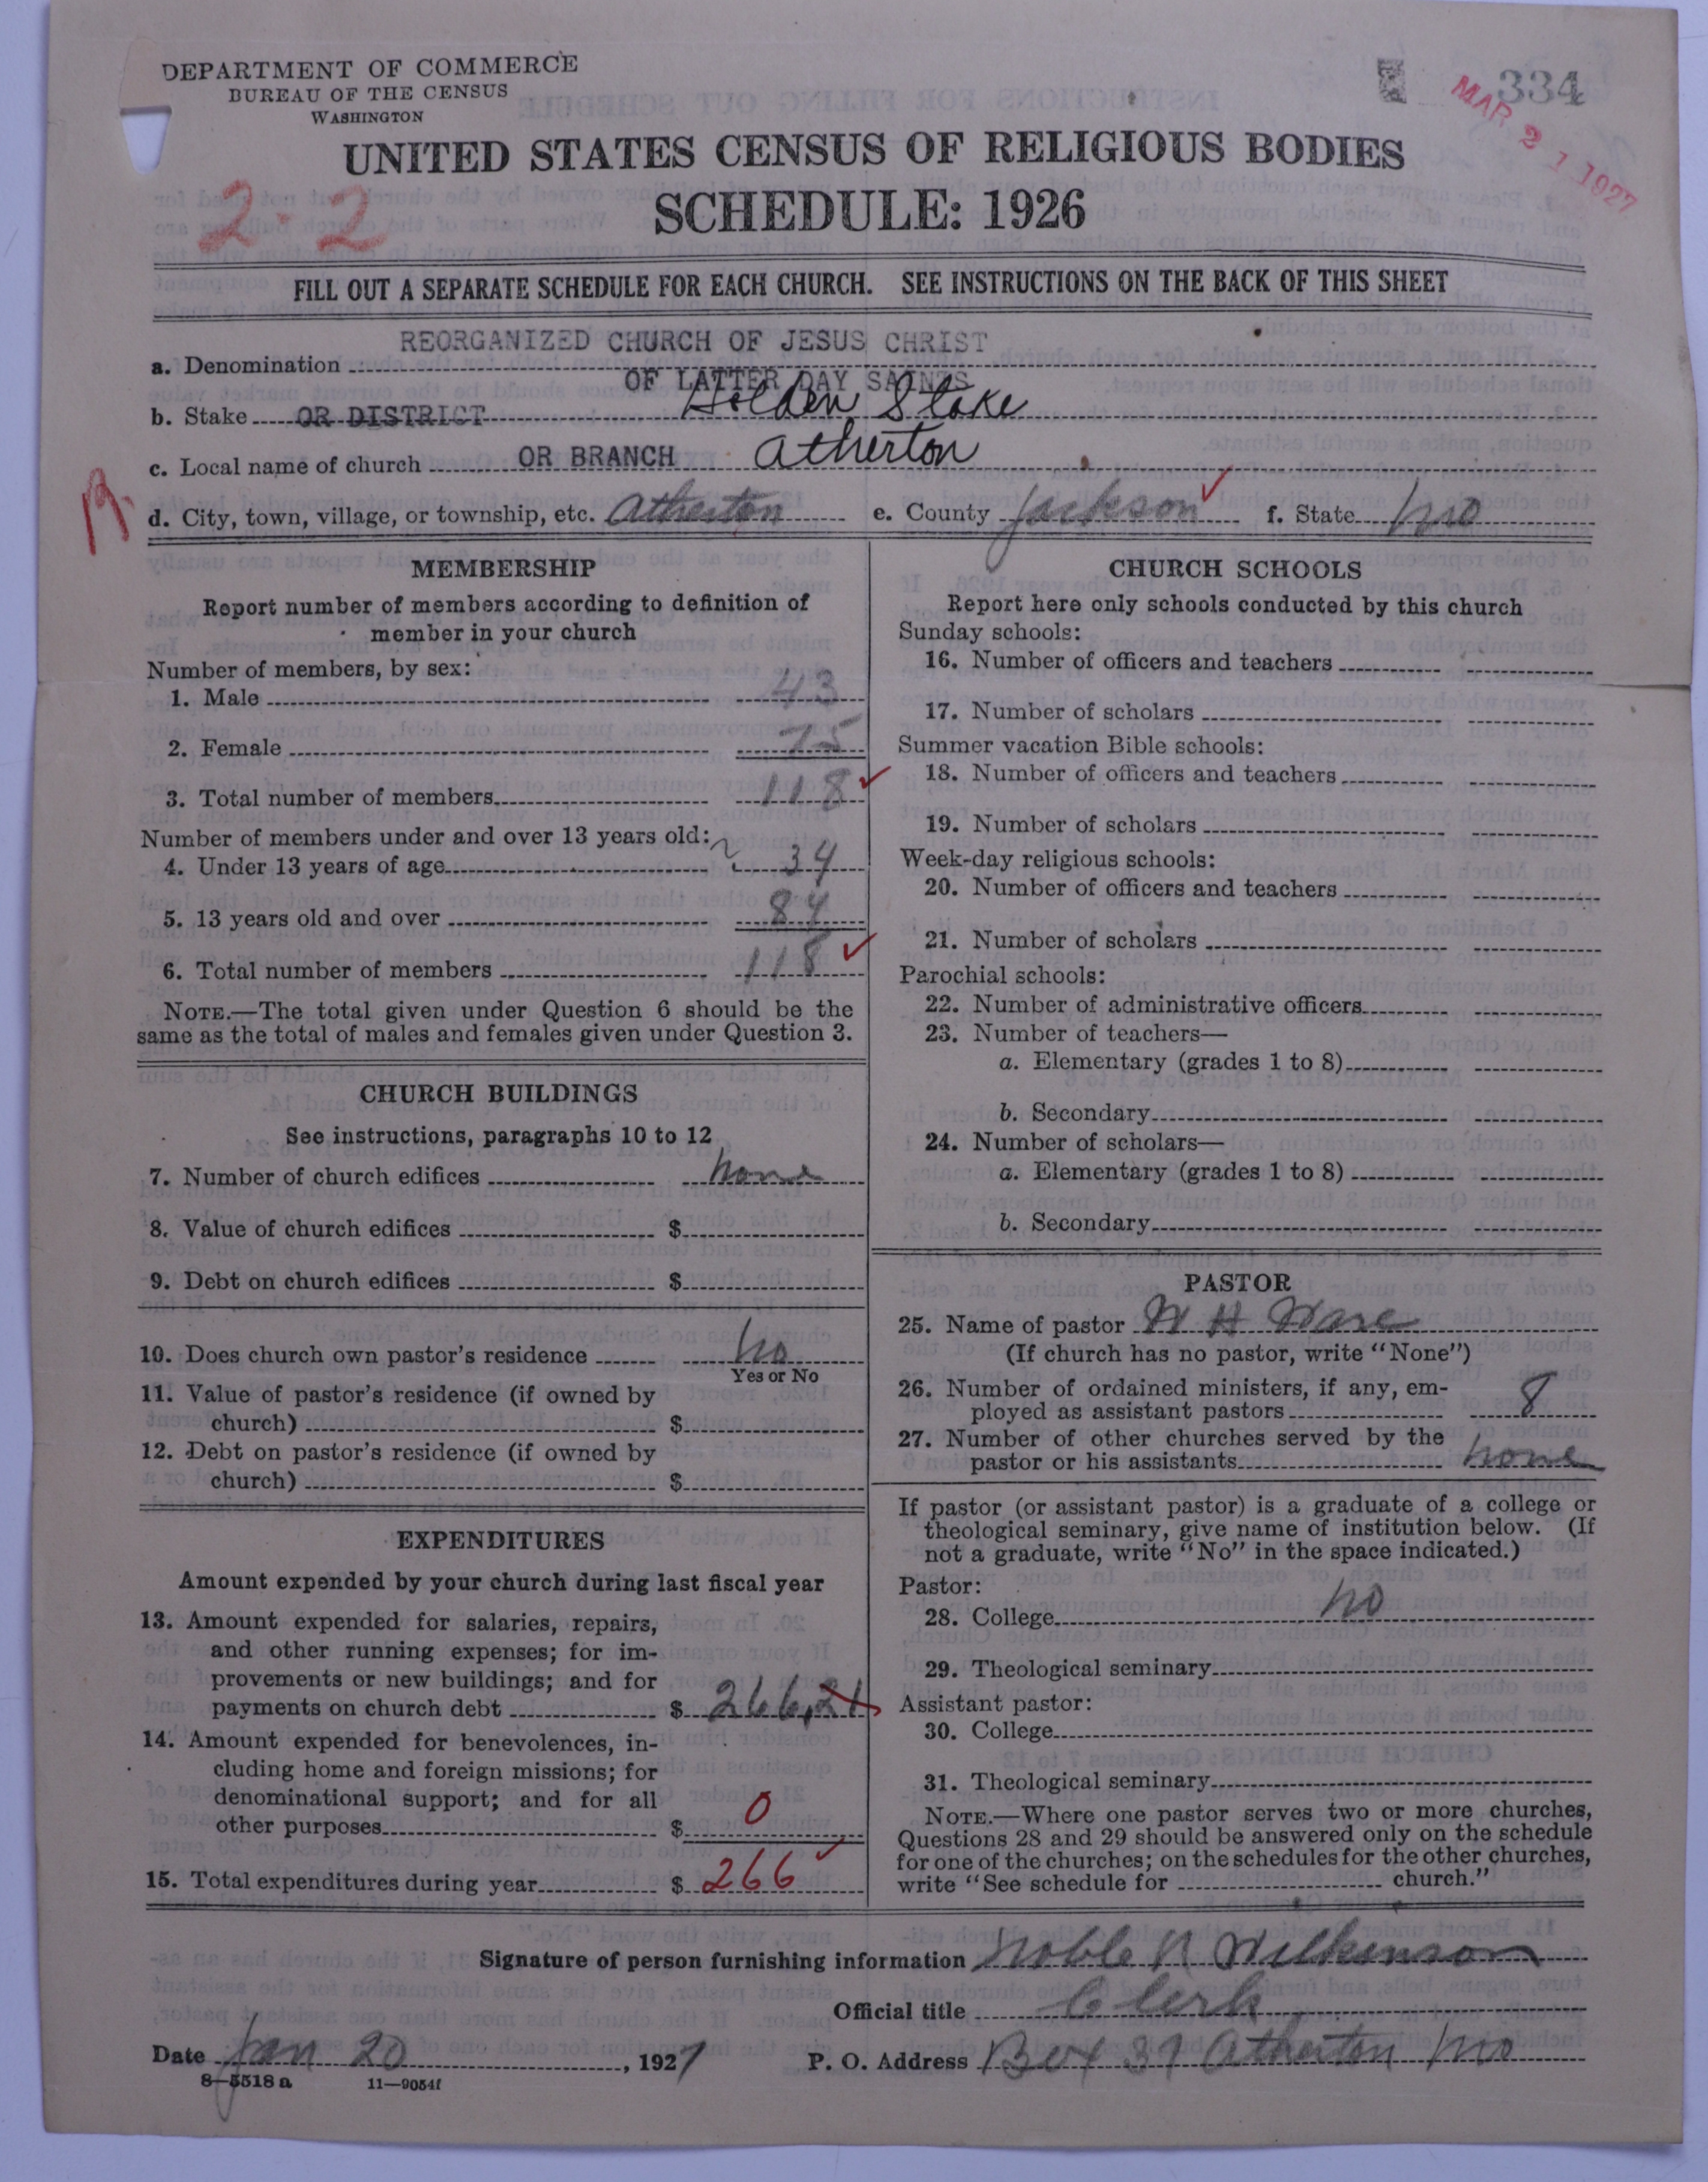 DEPARTMENT OF COMMERCE
BUREAU OF THE CENSUS
WASHINGTON
334
MAR 21 1927
UNITED STATES CENSUS OF RELIGIOUS BODIES
SCHEDULE: 1926
2-2
FILL OUT A SEPARATE SCHEDULE FOR EACH CHURCH. SEE INSTRUCTIONS ON THE BACK OF THIS SHEET
REORGANIZED CHURCH OF JESUS CHRIST
a. Denomination
OF LATTER DAY SAINTS
b. Stake OR DISTRICT Holden Stake
c. Local name of church OR BRANCH Atherton
d. City, town, village, or township, etc. Atherton e. County Jackson f. State Mo
MEMBERSHIP
Report number of members according to definition of
member in your church
Number of members, by sex:
1. Male 43
2. Female 75
3. Total number of members 118
Number of members under and over 13 years old:
4. Under 13 years of age 34
5. 13 years old and over 84
6. Total number of members 118
NOTE.—The total given under Question 6 should be the
same as the total of males and females given under Question 3.
CHURCH BUILDINGS
See instructions, paragraphs 10 to 12
7. Number of church edifices none
8. Value of church edifices $
9. Debt on church edifices $
10. Does church own pastor's residence no
Yes or No
11. Value of pastor's residence (if owned by
church) $
12. Debt on pastor's residence (if owned by
church) $
EXPENDITURES
Amount expended by your church during last fiscal year
13. Amount expended for salaries, repairs,
and other running expenses; for im-
provements or new buildings; and for
payments on church debt $ 266.21
14. Amount expended for benevolences, in-
cluding home and foreign missions; for
denominational support; and for all
other purposes $ 0
15. Total expenditures during year $ 266
CHURCH SCHOOLS
Report here only schools conducted by this church
Sunday schools:
16. Number of officers and teachers
17. Number of scholars
Summer vacation Bible schools:
18. Number of officers and teachers
19. Number of scholars
Week-day religious schools:
20. Number of officers and teachers
21. Number of scholars
Parochial schools:
22. Number of administrative officers
23. Number of teachers—
a. Elementary (grades 1 to 8)
b. Secondary
24. Number of scholars—
a. Elementary (grades 1 to 8)
b. Secondary
PASTOR
25. Name of pastor W H Ware
(If church has no pastor, write "None")
26. Number of ordained ministers, if any, em-
ployed as assistant pastors 8
27. Number of other churches served by the
pastor or his assistants none
If pastor (or assistant pastor) is a graduate of a college or
theological seminary, give name of institution below. (If
not a graduate, write "No" in the space indicated.)
Pastor:
28. College no
29. Theological seminary
Assistant pastor:
30. College
31. Theological seminary
NOTE.—Where one pastor serves two or more churches,
Questions 28 and 29 should be answered only on the schedule
for one of the churches; on the schedules for the other churches,
write "See schedule for church."
Signature of person furnishing information Noble N Wilkinson
Official title Clerk
Date Jan 20, 1927 P. O. Address Box 37 Atherton Mo
8—5518 a 11—9054f